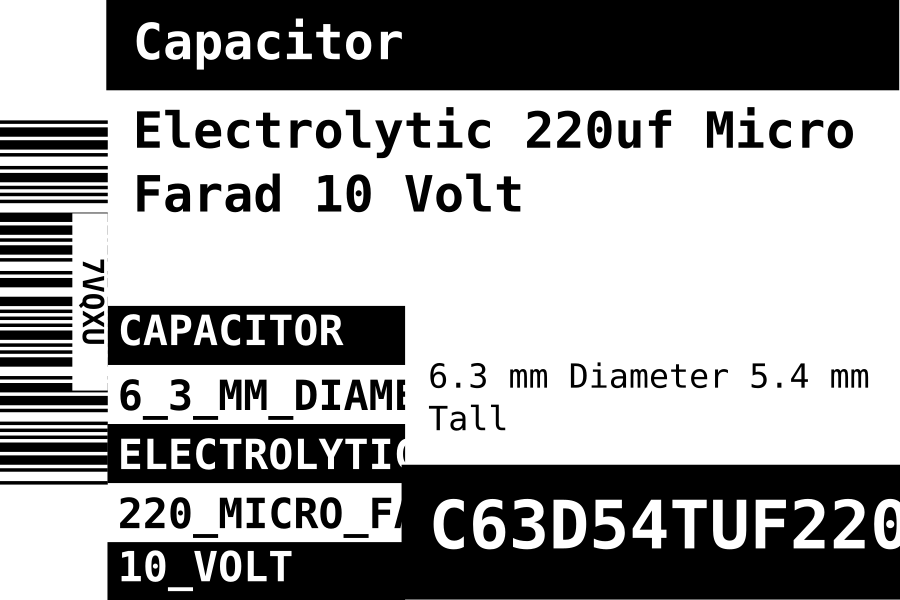 Capacitor
Electrolytic 220uf Micro
Farad 10 Volt
7VQXU
CAPACITOR
6_3_MM_DIAME
ELECTROLYTIC
220_MICRO_FA
10_VOLT
6.3 mm Diameter 5.4 mm
Tall
C63D54TUF220